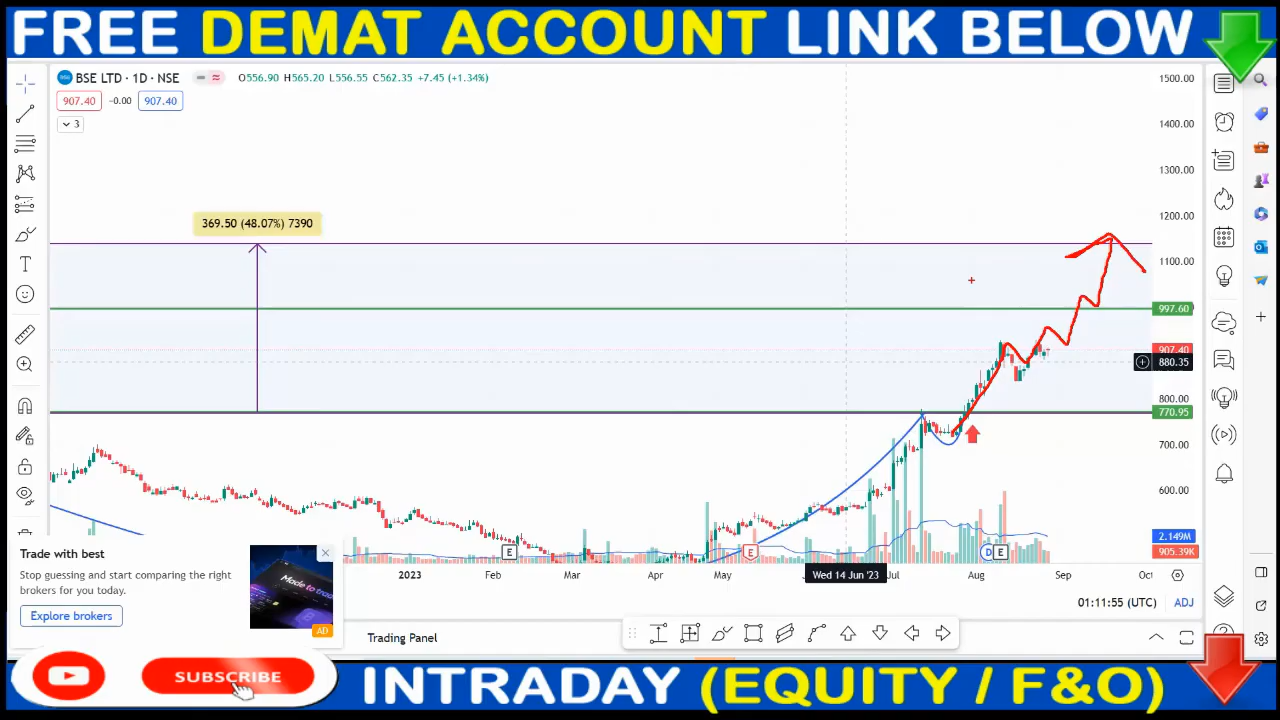 FREE DEMAT ACCOUNT LINK BELOW
BSE LTD · 1D · NSE O556.90 H565.20 L556.55 C562.35 +7.45 (+1.34%)
907.40 -0.00 907.40
3
1500.00
1400.00
1300.00
1200.00
1100.00
369.50 (48.07%) 7390
997.60
907.40
880.35
800.00
770.95
700.00
600.00
E
E
D
E
2.149M
905.39K
2023
Feb
Mar
Apr
May
Wed 14 Jun '23
Jul
Aug
Sep
Oct
Trade with best
Stop guessing and start comparing the right
brokers for you today.
Explore brokers
Made to
AD
01:11:55 (UTC)
ADJ
Trading Panel
SUBSCRIBE
INTRADAY (EQUITY / F&O)